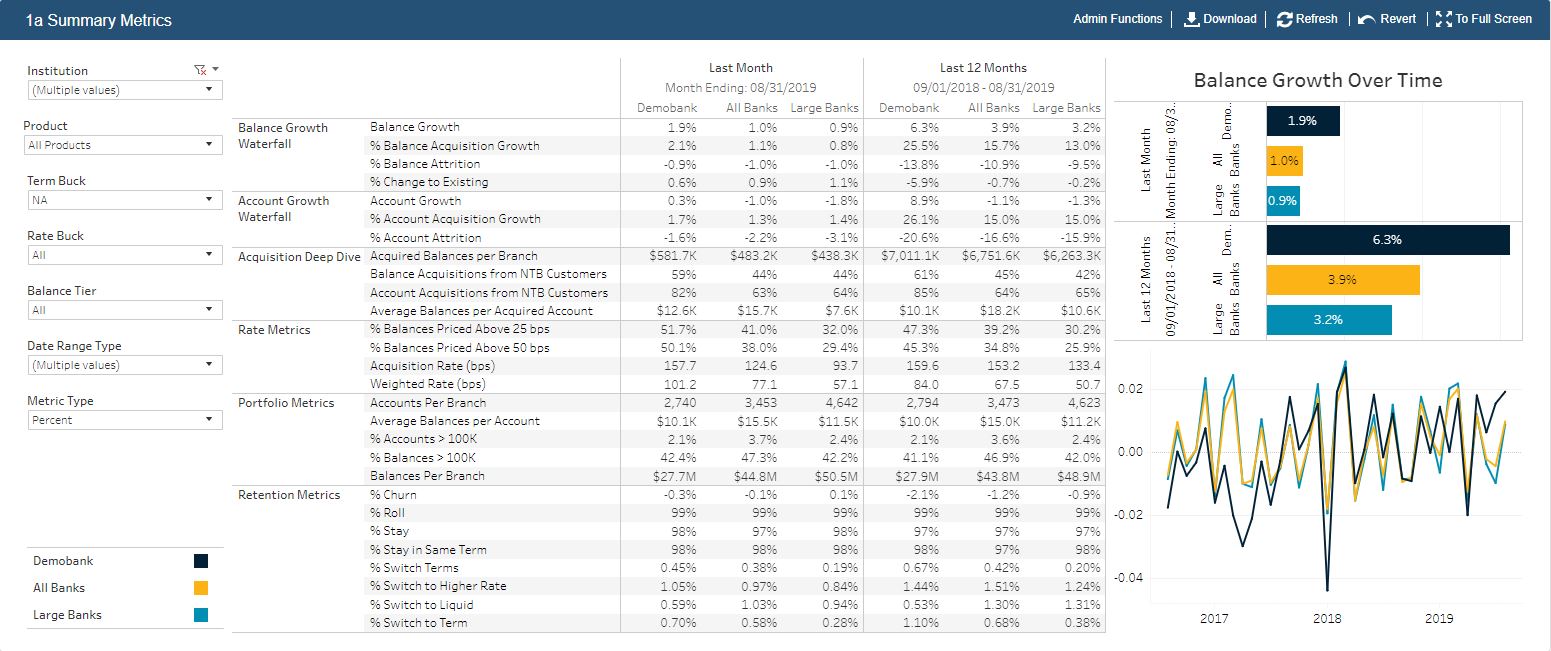 1a Summary Metrics
Admin Functions | Download | Refresh | Revert | To Full Screen
Institution
(Multiple values)
Product
All Products
Term Buck
NA
Rate Buck
All
Balance Tier
All
Date Range Type
(Multiple values)
Metric Type
Percent
Demobank
All Banks
Large Banks
Last Month Last 12 Months
Month Ending: 08/31/2019 09/01/2018 - 08/31/2019
Demobank All Banks Large Banks Demobank All Banks Large Banks
Balance Growth Waterfall Balance Growth 1.9% 1.0% 0.9% 6.3% 3.9% 3.2%
% Balance Acquisition Growth 2.1% 1.1% 0.8% 25.5% 15.7% 13.0%
% Balance Attrition -0.9% -1.0% -1.0% -13.8% -10.9% -9.5%
% Change to Existing 0.6% 0.9% 1.1% -5.9% -0.7% -0.2%
Account Growth Waterfall Account Growth 0.3% -1.0% -1.8% 8.9% -1.1% -1.3%
% Account Acquisition Growth 1.7% 1.3% 1.4% 26.1% 15.0% 15.0%
% Account Attrition -1.6% -2.2% -3.1% -20.6% -16.6% -15.9%
Acquisition Deep Dive Acquired Balances per Branch $581.7K $483.2K $438.3K $7,011.1K $6,751.6K $6,263.3K
Balance Acquisitions from NTB Customers 59% 44% 44% 61% 45% 42%
Account Acquisitions from NTB Customers 82% 63% 64% 85% 64% 65%
Average Balances per Acquired Account $12.6K $15.7K $7.6K $10.1K $18.2K $10.6K
Rate Metrics % Balances Priced Above 25 bps 51.7% 41.0% 32.0% 47.3% 39.2% 30.2%
% Balances Priced Above 50 bps 50.1% 38.0% 29.4% 45.3% 34.8% 25.9%
Acquisition Rate (bps) 157.7 124.6 93.7 159.6 153.2 133.4
Weighted Rate (bps) 101.2 77.1 57.1 84.0 67.5 50.7
Portfolio Metrics Accounts Per Branch 2,740 3,453 4,642 2,794 3,473 4,623
Average Balances per Account $10.1K $15.5K $11.5K $10.0K $15.0K $11.2K
% Accounts > 100K 2.1% 3.7% 2.4% 2.1% 3.6% 2.4%
% Balances > 100K 42.4% 47.3% 42.2% 41.1% 46.9% 42.0%
Balances Per Branch $27.7M $44.8M $50.5M $27.9M $43.8M $48.9M
Retention Metrics % Churn -0.3% -0.1% 0.1% -2.1% -1.2% -0.9%
% Roll 99% 99% 99% 99% 99% 99%
% Stay 98% 97% 98% 97% 97% 97%
% Stay in Same Term 98% 98% 98% 98% 97% 98%
% Switch Terms 0.45% 0.38% 0.19% 0.67% 0.42% 0.20%
% Switch to Higher Rate 1.05% 0.97% 0.84% 1.44% 1.51% 1.24%
% Switch to Liquid 0.59% 1.03% 0.94% 0.53% 1.30% 1.31%
% Switch to Term 0.70% 0.58% 0.28% 1.10% 0.68% 0.38%
Balance Growth Over Time
Last Month
Month Ending: 08/3..
Demo.. 1.9%
All Banks 1.0%
Large Banks 0.9%
Last 12 Months
09/01/2018 - 08/31..
Dem.. 6.3%
All Banks 3.9%
Large Banks 3.2%
0.02
0.00
-0.02
-0.04
2017 2018 2019